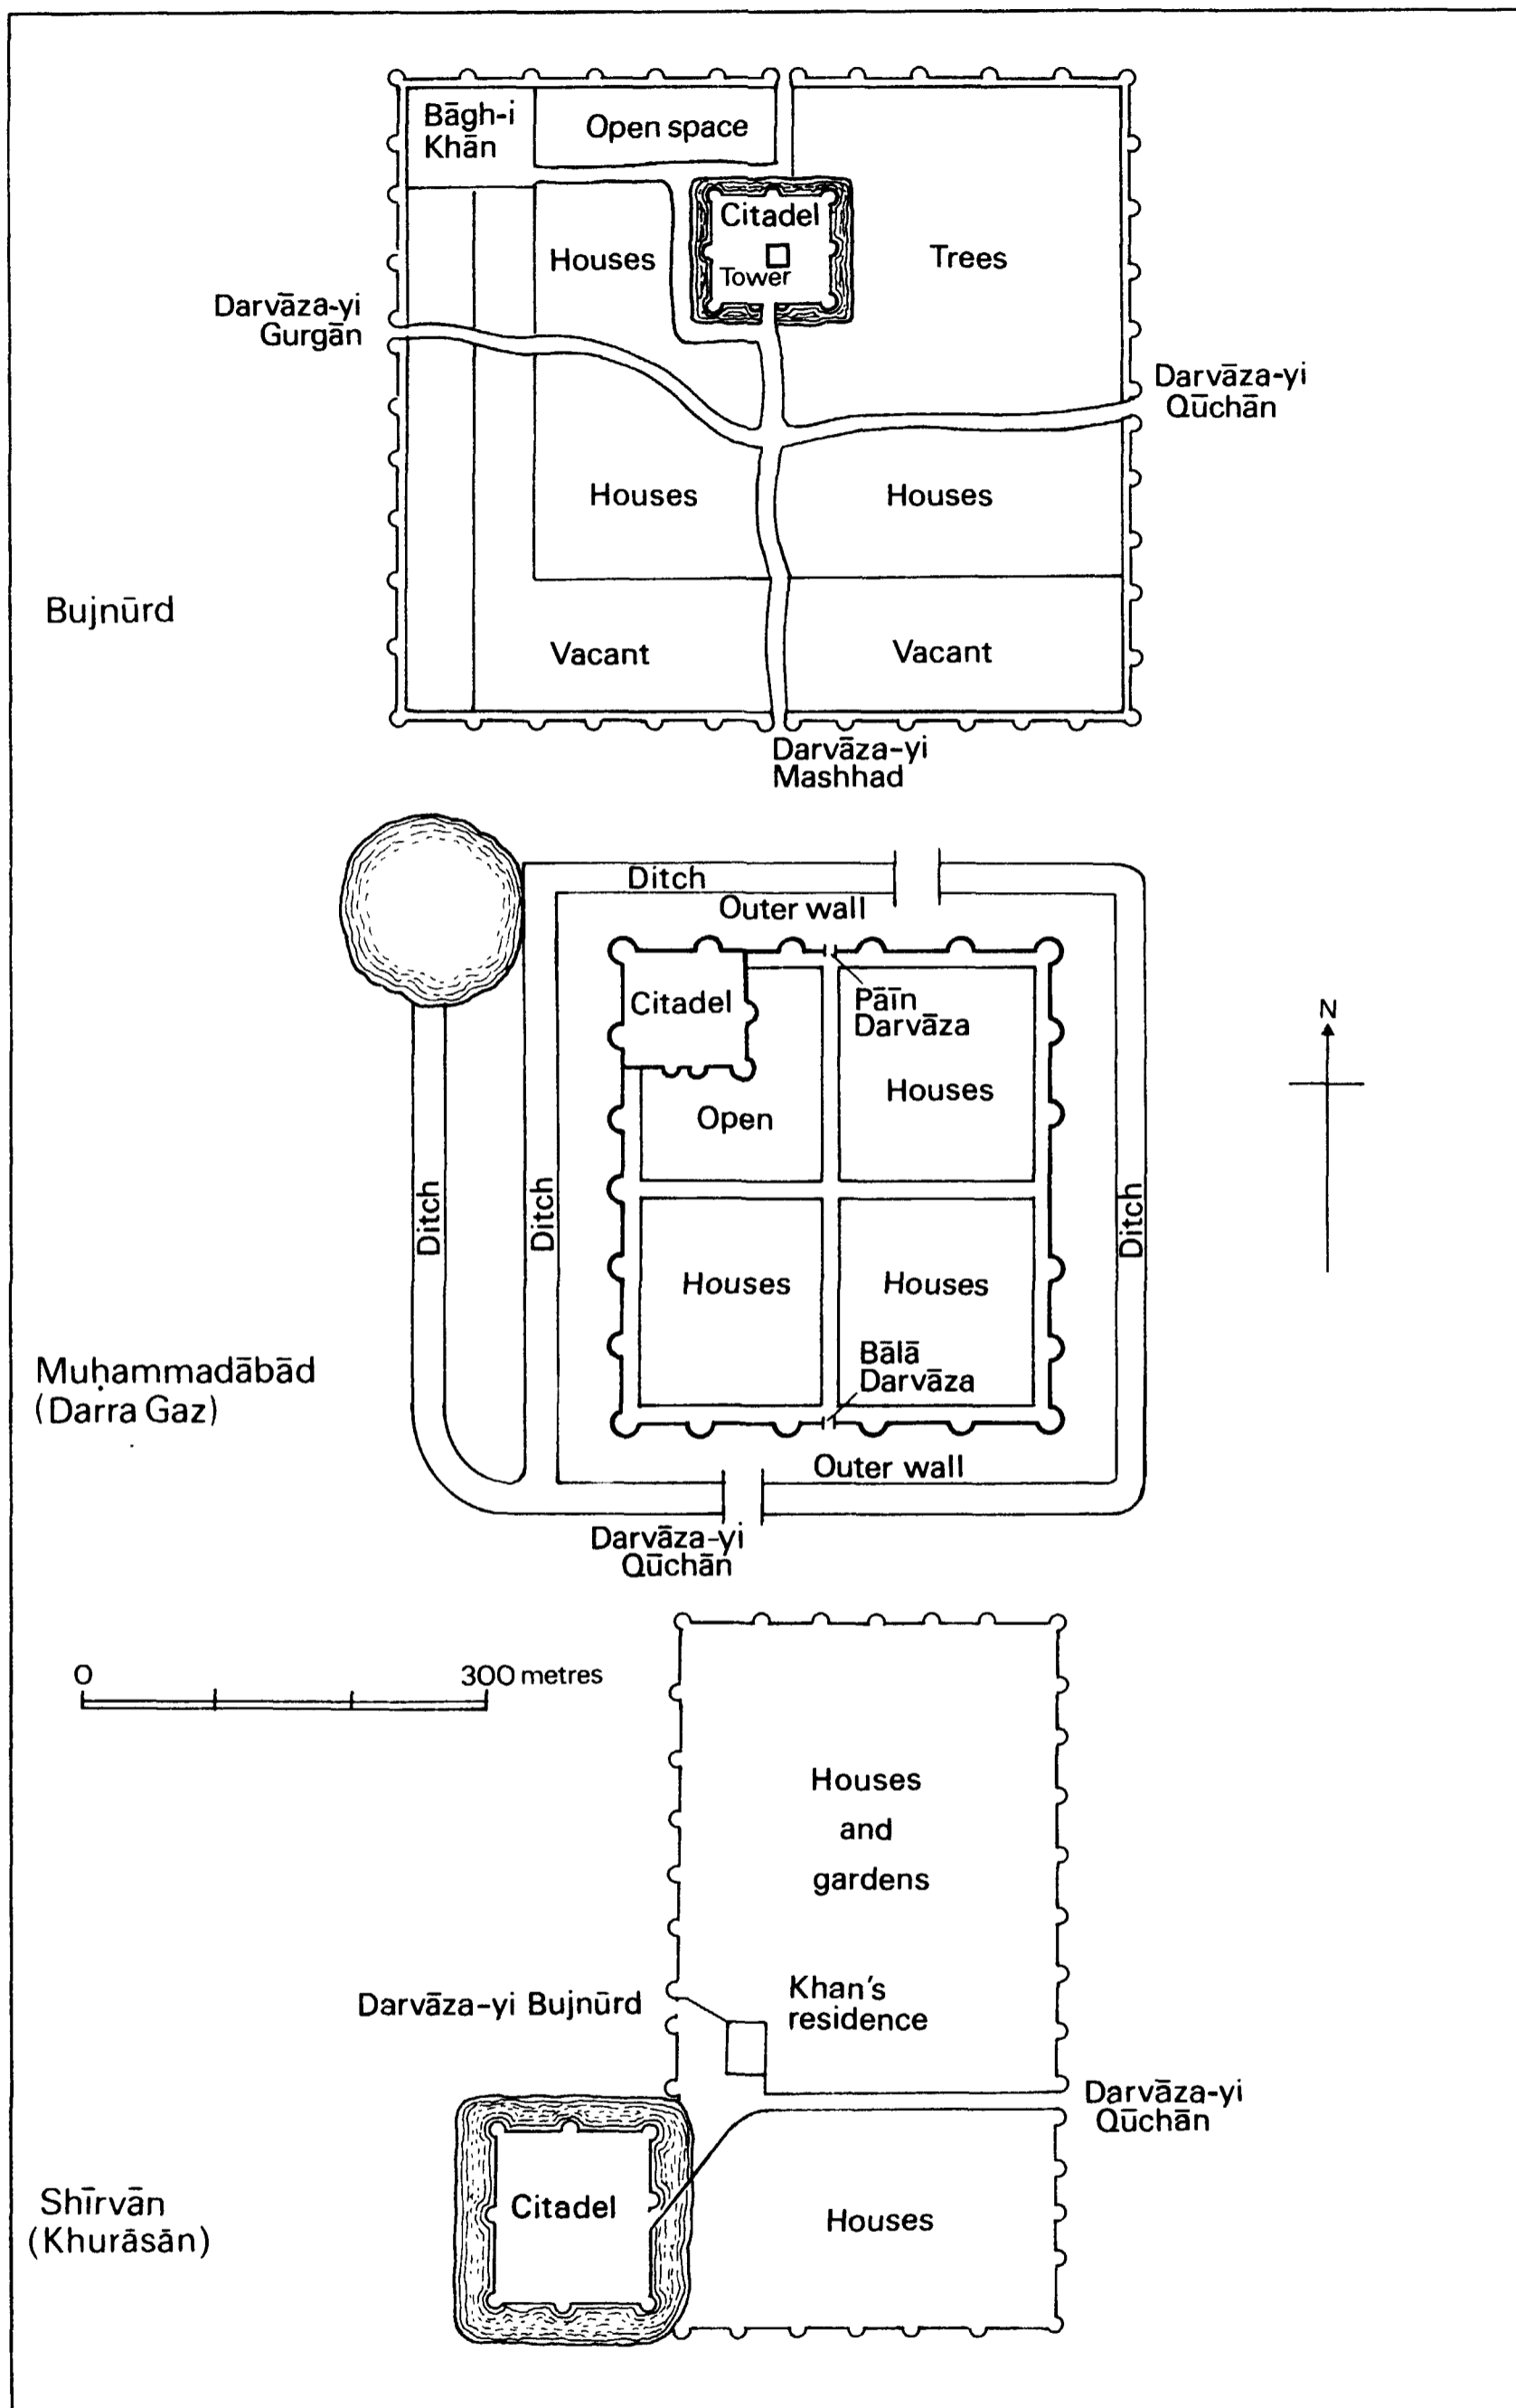 Bāgh-i
Khān
Open space
Citadel
Tower
Houses
Trees
Darvāza-yi
Gurgān
Darvāza-yi
Qūchān
Houses
Houses
Bujnūrd
Vacant
Vacant
Darvāza-yi
Mashhad
Ditch
Outer wall
Citadel
Pāīn
Darvāza
Houses
Open
N
Ditch
Ditch
Ditch
Houses
Houses
Bālā
Darvāza
Muḥammadābād
(Darra Gaz)
Outer wall
Darvāza-yi
Qūchān
0 300 metres
Houses
and
gardens
Khan's
residence
Darvāza-yi Bujnūrd
Darvāza-yi
Qūchān
Shīrvān
(Khurāsān)
Citadel
Houses